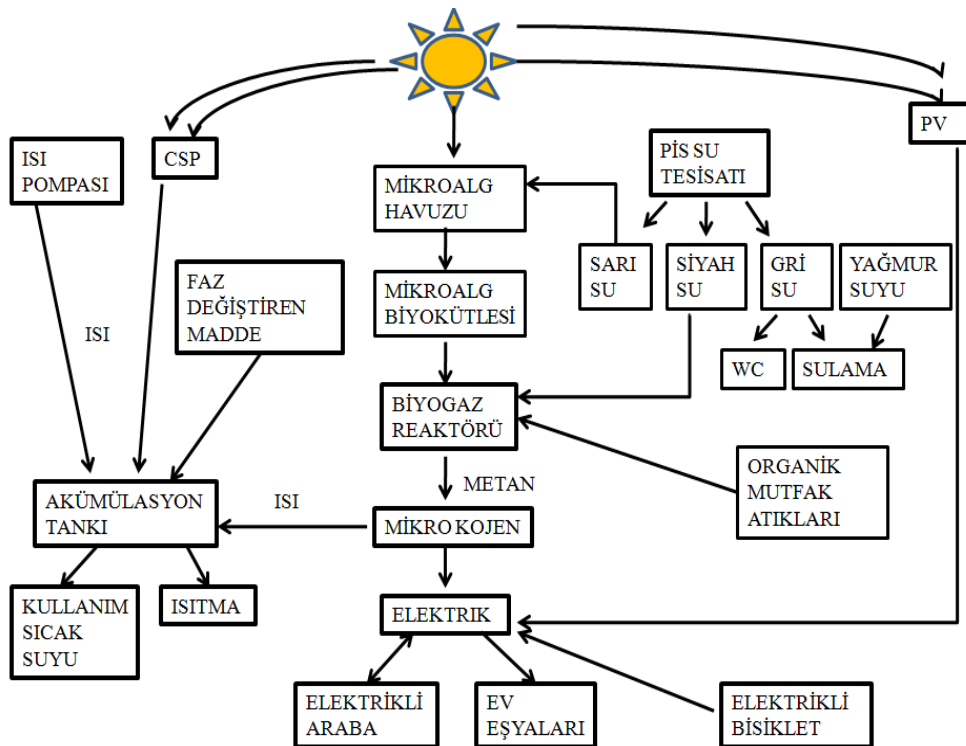 PV
ISI
POMPASI
CSP
PİS SU
TESİSATI
MİKROALG
HAVUZU
SARI
SU
SİYAH
SU
GRİ
SU
YAĞMUR
SUYU
FAZ
DEĞİŞTİREN
MADDE
ISI
MİKROALG
BİYOKÜTLESİ
WC
SULAMA
BİYOGAZ
REAKTÖRÜ
ORGANİK
MUTFAK
ATIKLARI
METAN
AKÜMÜLASYON
TANKI
ISI
MİKRO KOJEN
KULLANIM
SICAK
SUYU
ISITMA
ELEKTRIK
ELEKTRİKLİ
ARABA
EV
EŞYALARI
ELEKTRİKLİ
BİSİKLET